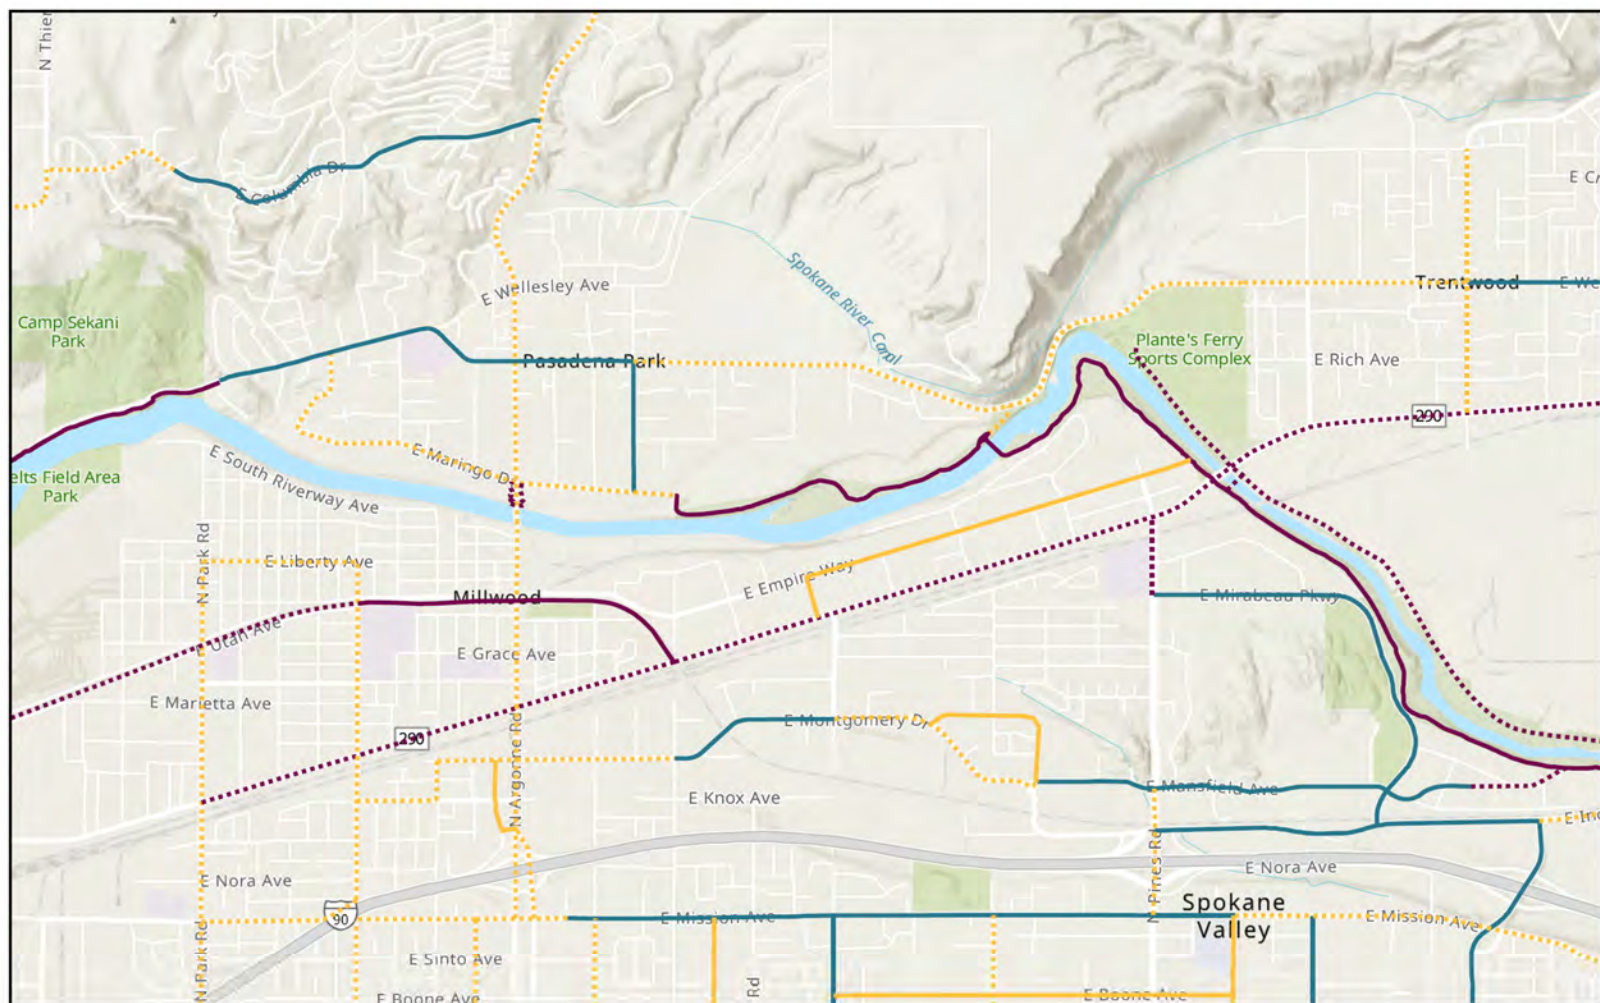 N Thier
E Columbia Dr
E Wellesley Ave
Spokane River Canal
Camp Sekani
Park
Pasadena Park
Plante's Ferry
Sports Complex
Trentwood
E We
E Cr
E Rich Ave
290
E Maringo D
elts Field Area
Park
E South Riverway Ave
N Park Rd
E Liberty Ave
Millwood
E Empire Way
E Mirabeau Pkwy
E Utah Ave
E Grace Ave
E Marietta Ave
290
N Argonne Rd
E Montgomery Dr
E Knox Ave
E Mansfield Ave
E Ind
E Nora Ave
E Nora Ave
N Pines Rd
90
E Mission Ave
Spokane
Valley
E Mission Ave
N Park Rd
E Sinto Ave
Rd
E Boone Ave
E Boone Ave